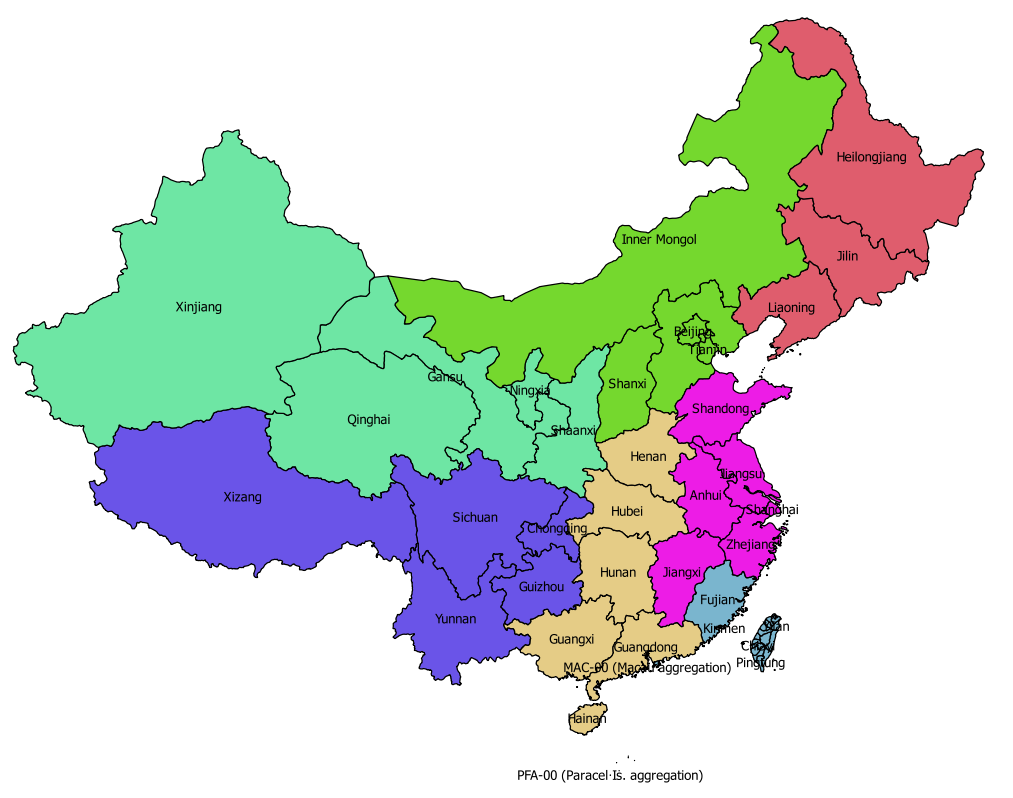 Heilongjiang
Inner Mongol
Jilin
Xinjiang
Liaoning
Beijing
Tianjin
Gansu
Ningxia
Shanxi
Shandong
Qinghai
Shaanxi
Henan
Jiangsu
Xizang
Anhui
Sichuan
Hubei
Shanghai
Chongqing
Zhejiang
Hunan
Jiangxi
Guizhou
Fujian
Yunnan
Kinmen
Guangxi
Guangdong
Pingtung
MAC-00 (Macau aggregation)
Hainan
PFA-00 (Paracel Is. aggregation)